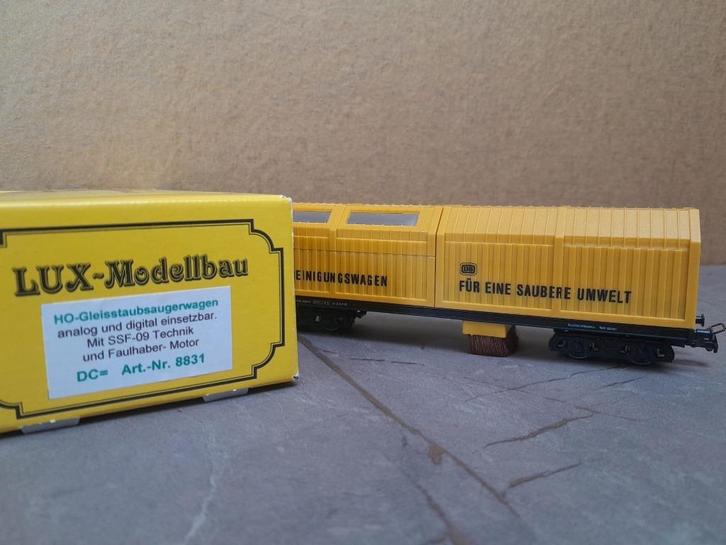 LUX-Modellbau
HO-Gleisstaubsaugerwagen
analog und digital einsetzbar.
Mit SSF-09 Technik
und Faulhaber- Motor
DC= Art.-Nr. 8831
EINIGUNGSWAGEN
DB
FÜR EINE SAUBERE UMWELT